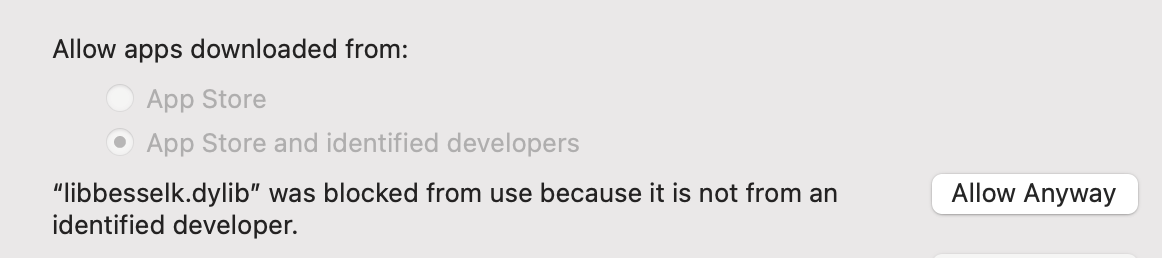 Allow apps downloaded from:
App Store
App Store and identified developers
“libbesselk.dylib” was blocked from use because it is not from an
identified developer.
Allow Anyway